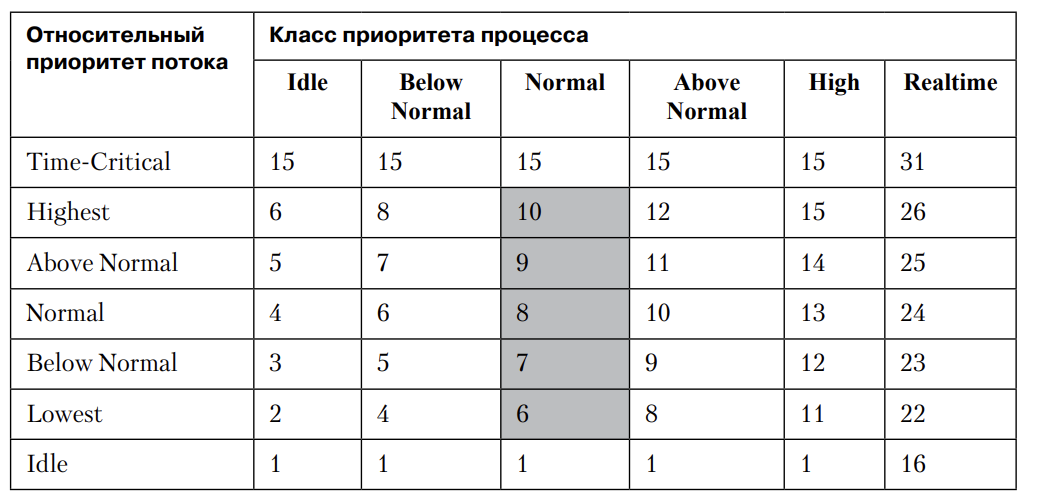 Относительный приоритет потока Класс приоритета процесса
Idle Below Normal Normal Above Normal High Realtime
Time-Critical 15 15 15 15 15 31
Highest 6 8 10 12 15 26
Above Normal 5 7 9 11 14 25
Normal 4 6 8 10 13 24
Below Normal 3 5 7 9 12 23
Lowest 2 4 6 8 11 22
Idle 1 1 1 1 1 16